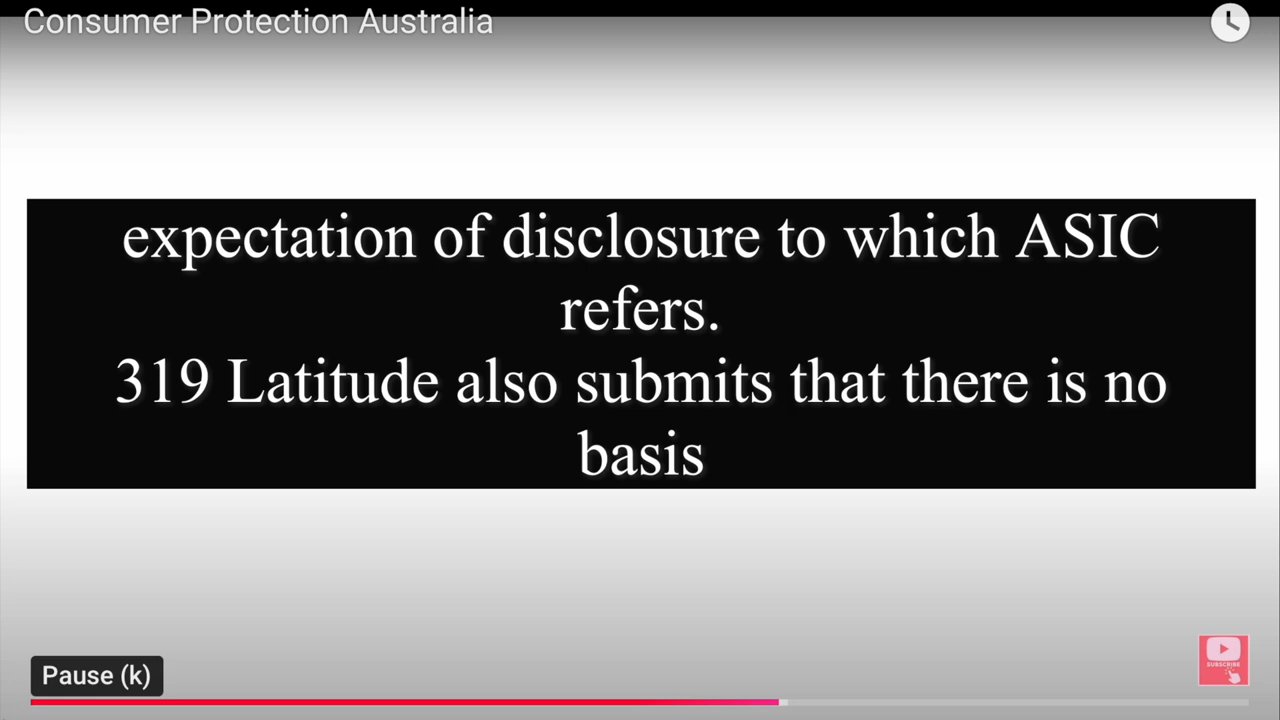 Consumer Protection Australia
expectation of disclosure to which ASIC
refers.
319 Latitude also submits that there is no
basis
SUBSCRIBE
Pause (k)